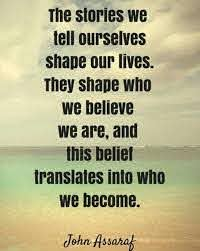 The stories we
tell ourselves
shape our lives.
They shape who
we believe
we are, and
this belief
translates into who
we become.
John Assaraf